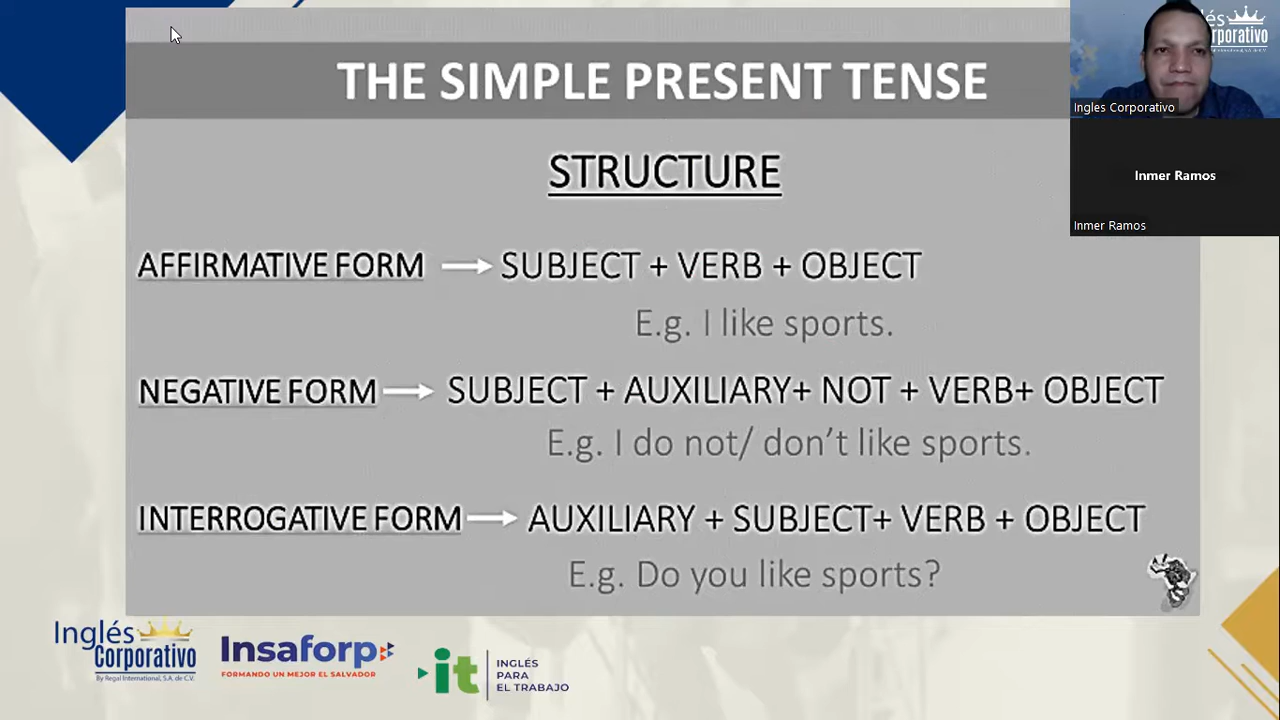 THE SIMPLE PRESENT TENSE
STRUCTURE
AFFIRMATIVE FORM SUBJECT + VERB + OBJECT
E.g. I like sports.
NEGATIVE FORM SUBJECT + AUXILIARY+ NOT + VERB+ OBJECT
E.g. I do not/ don't like sports.
INTERROGATIVE FORM AUXILIARY + SUBJECT+ VERB + OBJECT
E.g. Do you like sports?
Inglés
Corporativo
By Regal International, S.A. de C.V.
Insaforp
FORMANDO UN MEJOR EL SALVADOR
it
INGLÉS
PARA
EL TRABAJO
és
orporativo
Ingles Corporativo
Inmer Ramos
Inmer Ramos